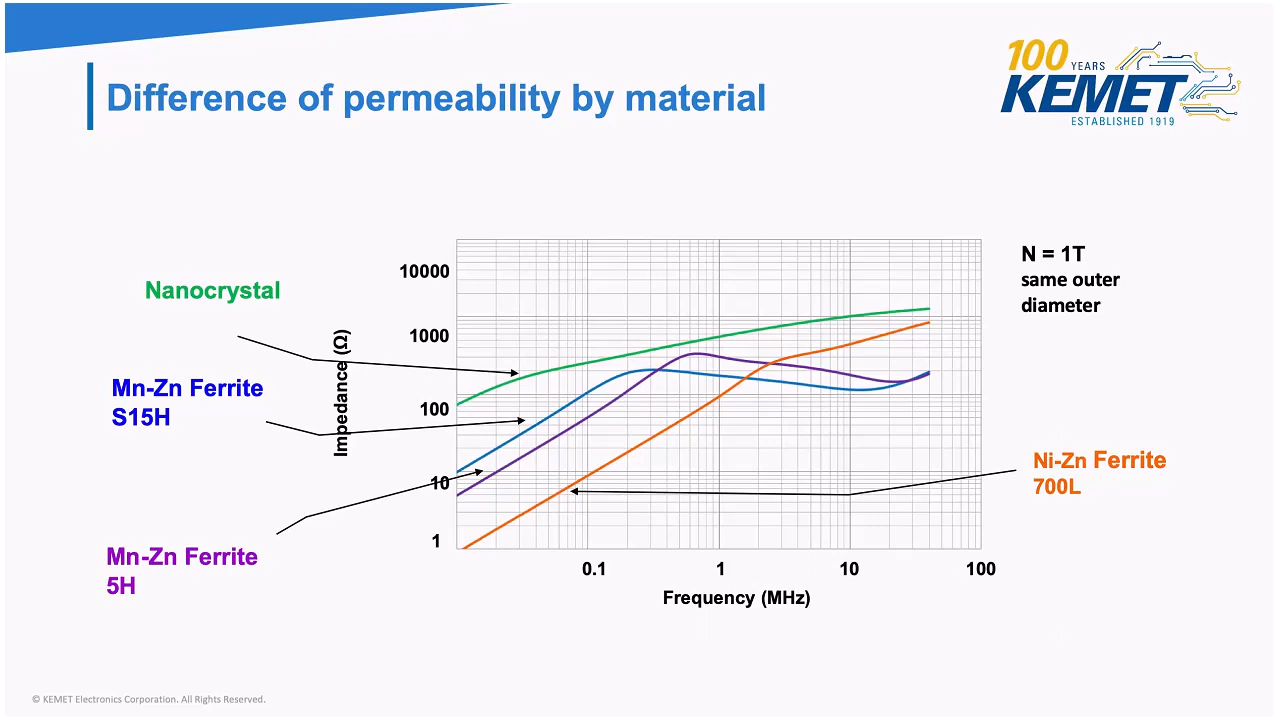 Difference of permeability by material
100 YEARS
KEMET
ESTABLISHED 1919
Nanocrystal
Mn-Zn Ferrite
S15H
Mn-Zn Ferrite
5H
Impedance (Ω)
10000
1000
100
10
1
0.1
1
10
100
Frequency (MHz)
N = 1T
same outer
diameter
Ni-Zn Ferrite
700L
© KEMET Electronics Corporation. All Rights Reserved.